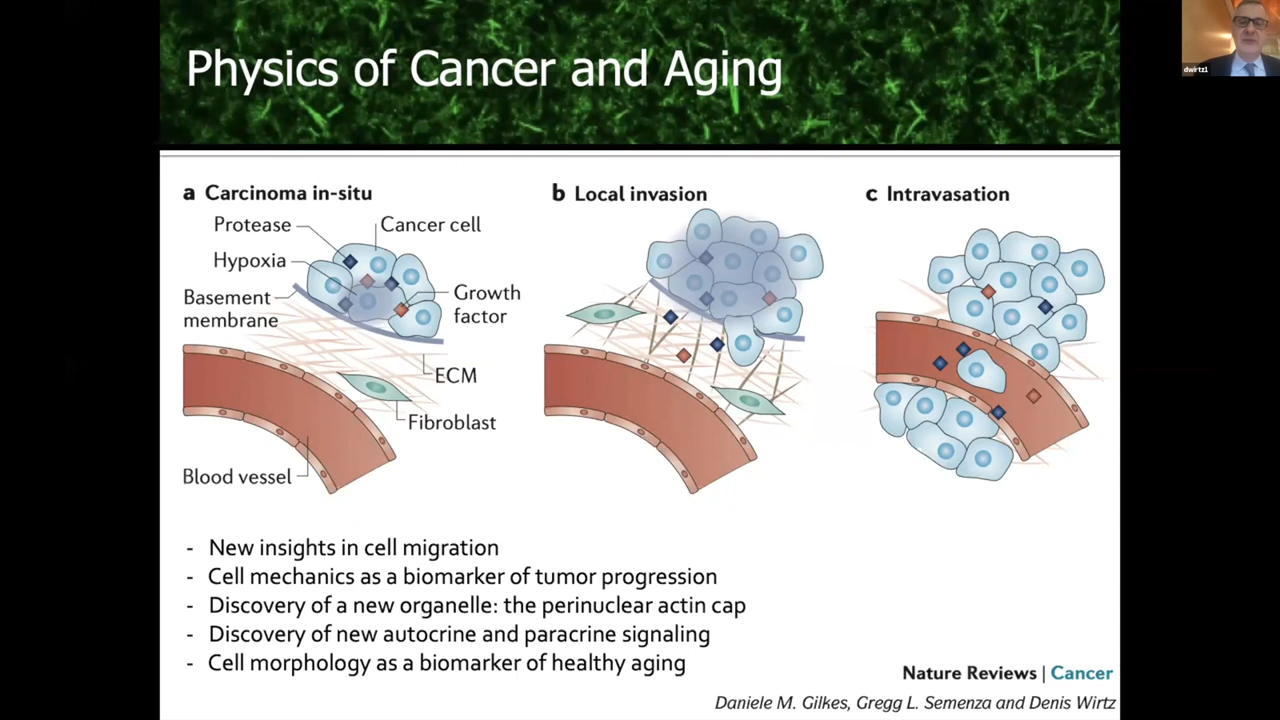 Physics of Cancer and Aging
dwirtz1
a Carcinoma in-situ
Protease
Cancer cell
Hypoxia
Basement
membrane
Growth
factor
ECM
Fibroblast
Blood vessel
b Local invasion
c Intravasation
- New insights in cell migration
- Cell mechanics as a biomarker of tumor progression
- Discovery of a new organelle: the perinuclear actin cap
- Discovery of new autocrine and paracrine signaling
- Cell morphology as a biomarker of healthy aging
Nature Reviews | Cancer
Daniele M. Gilkes, Gregg L. Semenza and Denis Wirtz